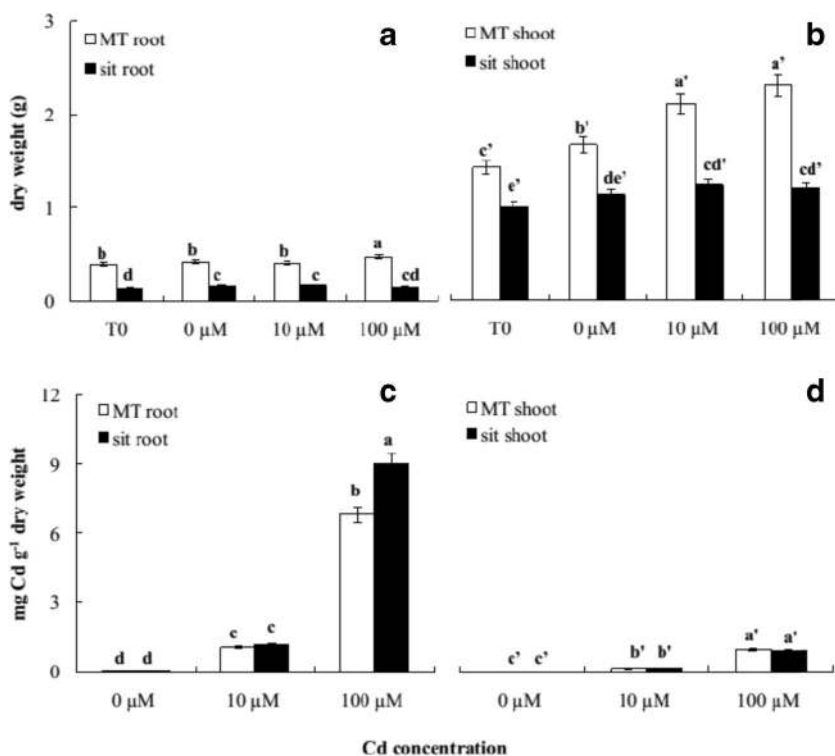 3
2
1
0
dry weight (g)
MT root
sit root
a
b
d
b
c
b
c
a
cd
T0
0 µM
10 µM
100 µM
MT shoot
sit shoot
b
c’
e’
b'
de’
a'
cd’
a’
cd’
T0
0 µM
10 µM
100 µM
12
9
6
3
0
mg Cd g⁻¹ dry weight
MT root
sit root
c
d d
c c
b
a
0 µM
10 µM
100 µM
MT shoot
sit shoot
d
c’ c’
b' b'
a' a'
0 µM
10 µM
100 µM
Cd concentration